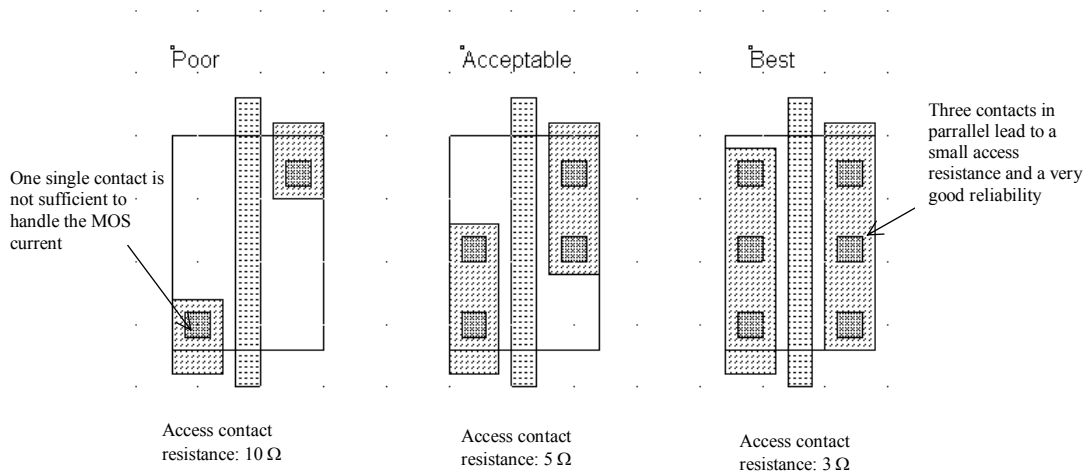 Poor
Acceptable
Best
One single contact is
not sufficient to
handle the MOS
current
Three contacts in
parrallel lead to a
small access
resistance and a very
good reliability
Access contact
resistance: 10 Ω
Access contact
resistance: 5 Ω
Access contact
resistance: 3 Ω